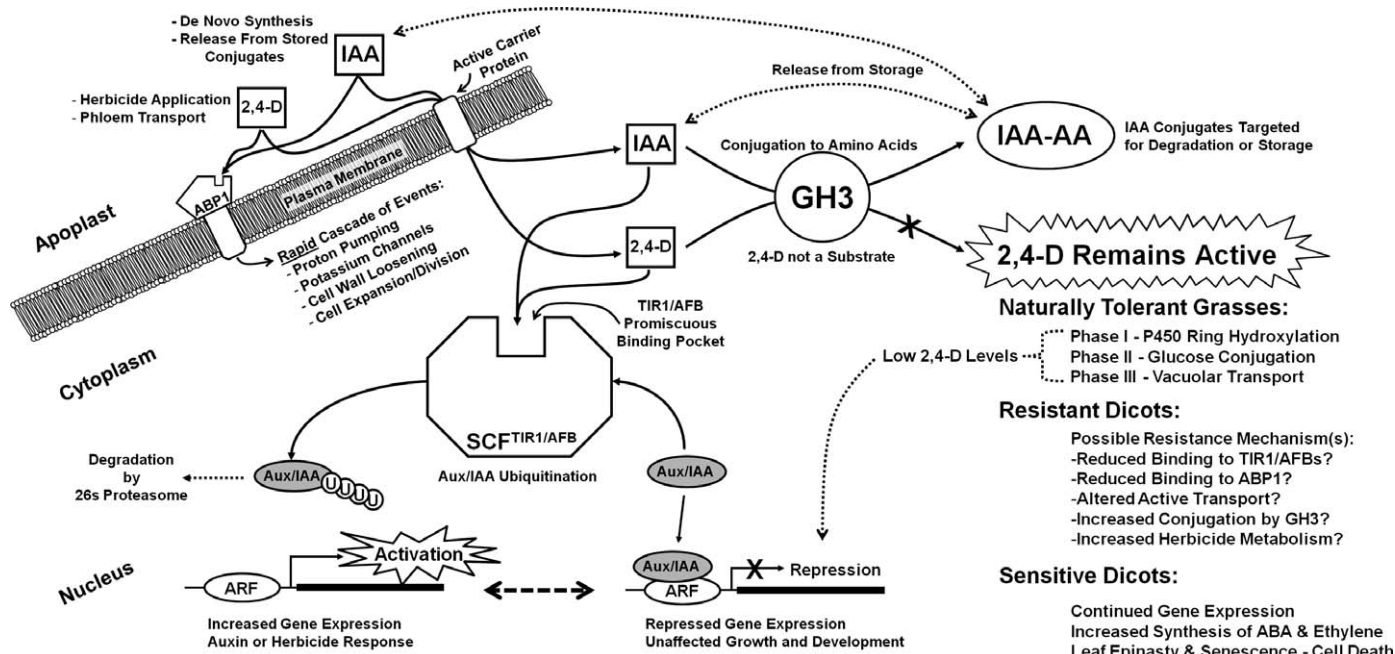 - De Novo Synthesis
- Release From Stored
Conjugates
IAA
Active Carrier
Protein
- Herbicide Application
- Phloem Transport
2,4-D
Release from Storage
IAA
Conjugation to Amino Acids
IAA-AA
IAA Conjugates Targeted
for Degradation or Storage
GH3
Plasma Membrane
ABP1
Apoplast
Rapid Cascade of Events:
- Proton Pumping
- Potassium Channels
- Cell Wall Loosening
- Cell Expansion/Division
2,4-D
2,4-D not a Substrate
X
2,4-D Remains Active
TIR1/AFB
Promiscuous
Binding Pocket
Naturally Tolerant Grasses:
Low 2,4-D Levels
Phase I - P450 Ring Hydroxylation
Phase II - Glucose Conjugation
Phase III - Vacuolar Transport
Cytoplasm
SCFTIR1/AFB
Aux/IAA Ubiquitination
Resistant Dicots:
Possible Resistance Mechanism(s):
-Reduced Binding to TIR1/AFBs?
-Reduced Binding to ABP1?
-Altered Active Transport?
-Increased Conjugation by GH3?
-Increased Herbicide Metabolism?
Degradation
by
26s Proteasome
Aux/IAA
U U U U
Aux/IAA
Nucleus
Activation
ARF
Aux/IAA
ARF
X
Repression
Increased Gene Expression
Auxin or Herbicide Response
Repressed Gene Expression
Unaffected Growth and Development
Sensitive Dicots:
Continued Gene Expression
Increased Synthesis of ABA & Ethylene
Leaf Epinasty & Senescence - Cell Death